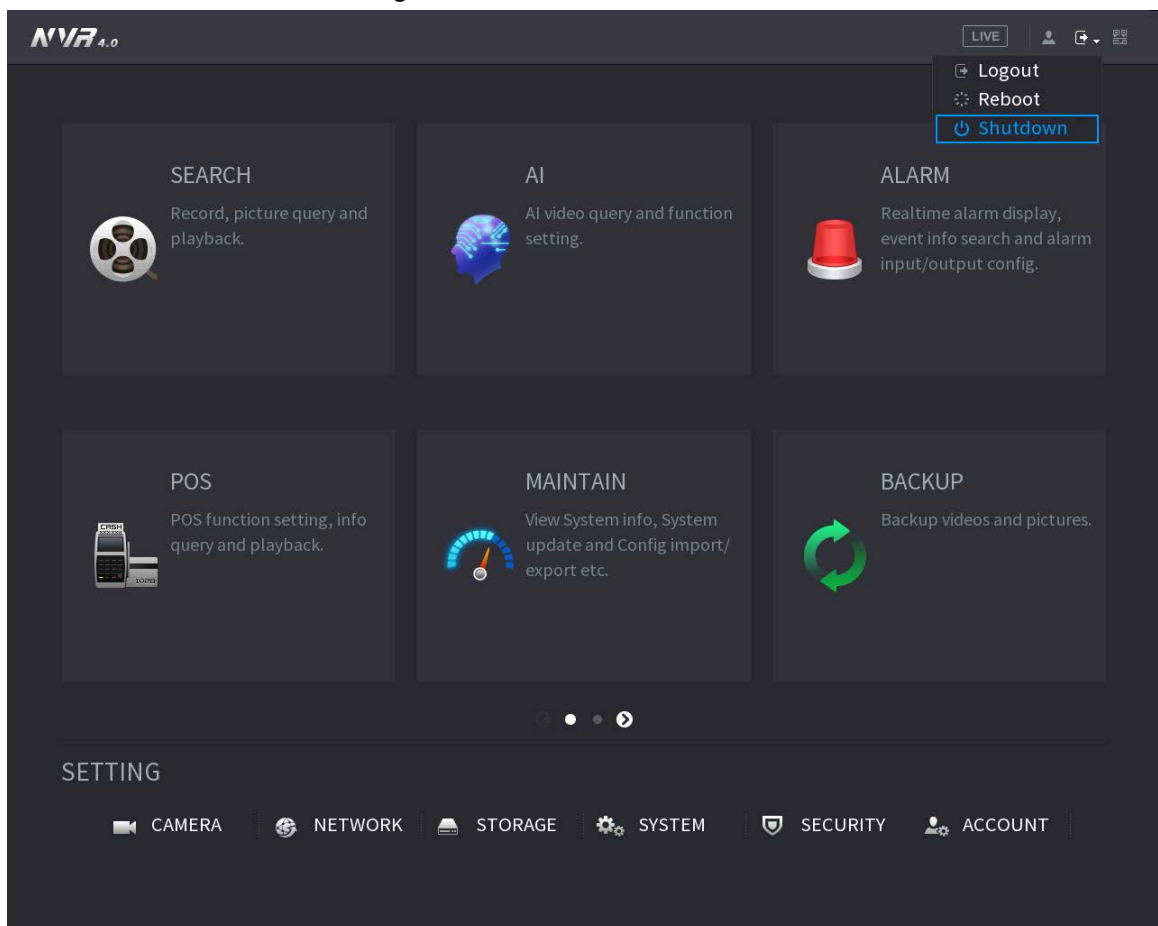 NVR 4.0
LIVE
Logout
Reboot
Shutdown
SEARCH
Record, picture query and
playback.
AI
AI video query and function
setting.
ALARM
Realtime alarm display,
event info search and alarm
input/output config.
POS
POS function setting, info
query and playback.
CASH
MAINTAIN
View System info, System
update and Config import/
export etc.
BACKUP
Backup videos and pictures.
SETTING
CAMERA
NETWORK
STORAGE
SYSTEM
SECURITY
ACCOUNT